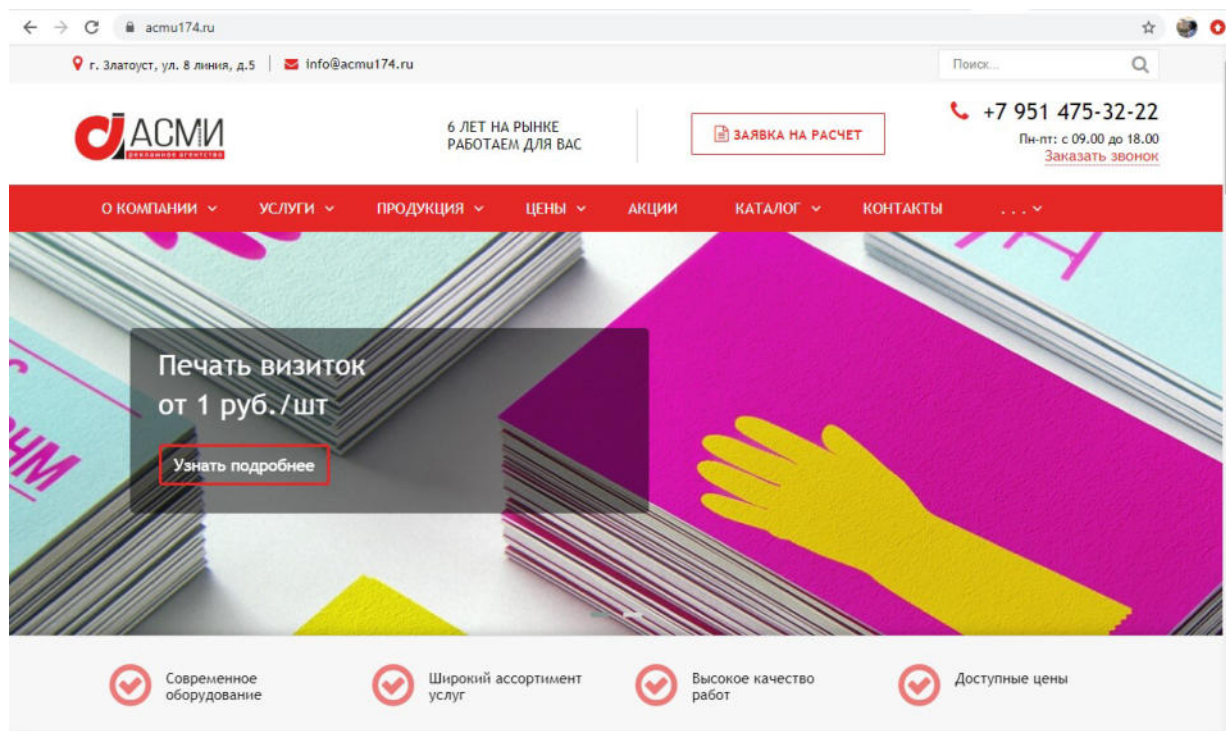 acmu174.ru
г. Златоуст, ул. 8 линия, д.5
info@acmu174.ru
Поиск...
АСМИ
рекламное агентство
6 ЛЕТ НА РЫНКЕ
РАБОТАЕМ ДЛЯ ВАС
ЗАЯВКА НА РАСЧЕТ
+7 951 475-32-22
Пн-пт: с 09.00 до 18.00
Заказать звонок
О КОМПАНИИ
УСЛУГИ
ПРОДУКЦИЯ
ЦЕНЫ
АКЦИИ
КАТАЛОГ
КОНТАКТЫ
...
Печать визиток
от 1 руб./шт
Узнать подробнее
Современное
оборудование
Широкий ассортимент
услуг
Высокое качество
работ
Доступные цены